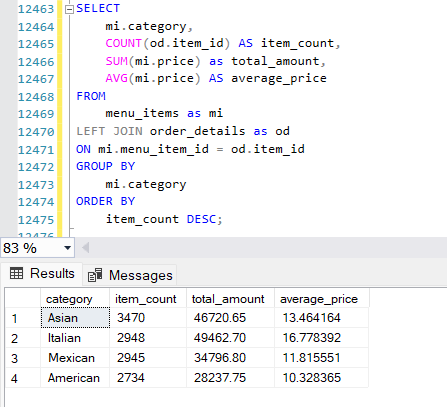 12463 SELECT
12464 mi.category,
12465 COUNT(od.item_id) AS item_count,
12466 SUM(mi.price) as total_amount,
12467 AVG(mi.price) AS average_price
12468 FROM
12469 menu_items as mi
12470 LEFT JOIN order_details as od
12471 ON mi.menu_item_id = od.item_id
12472 GROUP BY
12473 mi.category
12474 ORDER BY
12475 item_count DESC;
12476
83 %
Results Messages
category item_count total_amount average_price
1 Asian 3470 46720.65 13.464164
2 Italian 2948 49462.70 16.778392
3 Mexican 2945 34796.80 11.815551
4 American 2734 28237.75 10.328365